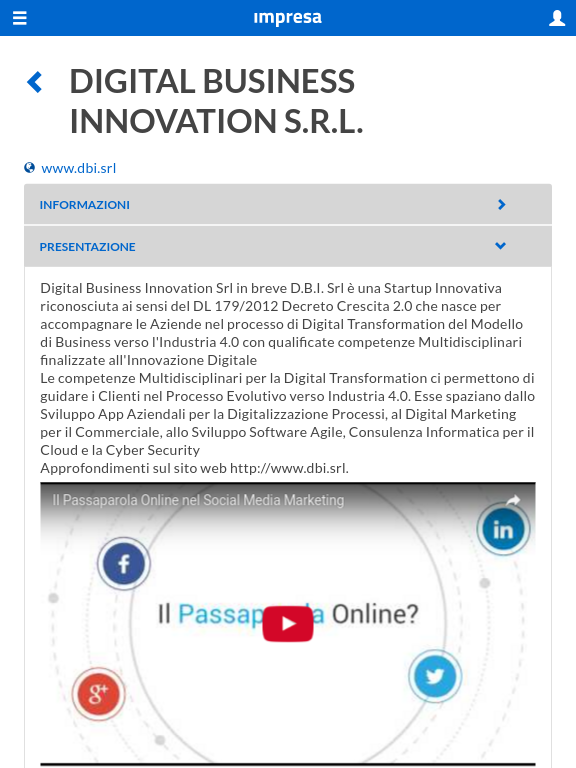 ımpresa
DIGITAL BUSINESS
INNOVATION S.R.L.
www.dbi.srl
INFORMAZIONI
PRESENTAZIONE
Digital Business Innovation Srl in breve D.B.I. Srl è una Startup Innovativa
riconosciuta ai sensi del DL 179/2012 Decreto Crescita 2.0 che nasce per
accompagnare le Aziende nel processo di Digital Transformation del Modello
di Business verso l'Industria 4.0 con qualificate competenze Multidisciplinari
finalizzate all'Innovazione Digitale
Le competenze Multidisciplinari per la Digital Transformation ci permettono di
guidare i Clienti nel Processo Evolutivo verso Industria 4.0. Esse spaziano dallo
Sviluppo App Aziendali per la Digitalizzazione Processi, al Digital Marketing
per il Commerciale, allo Sviluppo Software Agile, Consulenza Informatica per il
Cloud e la Cyber Security
Approfondimenti sul sito web http://www.dbi.srl.
Il Passaparola Online nel Social Media Marketing
in
f
Il Passaparola Online?
g+